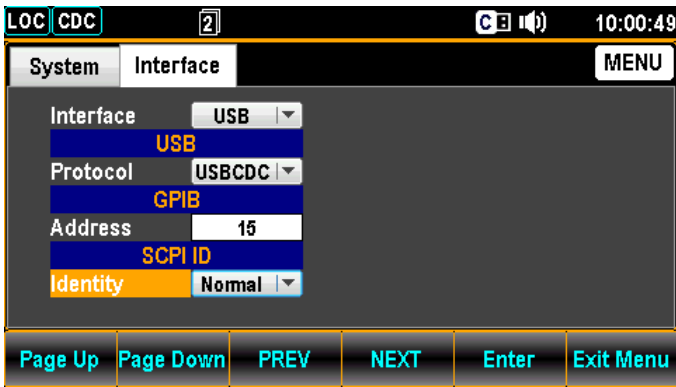 LOC CDC 2 C 10:00:49
System Interface MENU
Interface USB
USB
Protocol USBCDC
GPIB
Address 15
SCPI ID
Identity Normal
Page Up Page Down PREV NEXT Enter Exit Menu